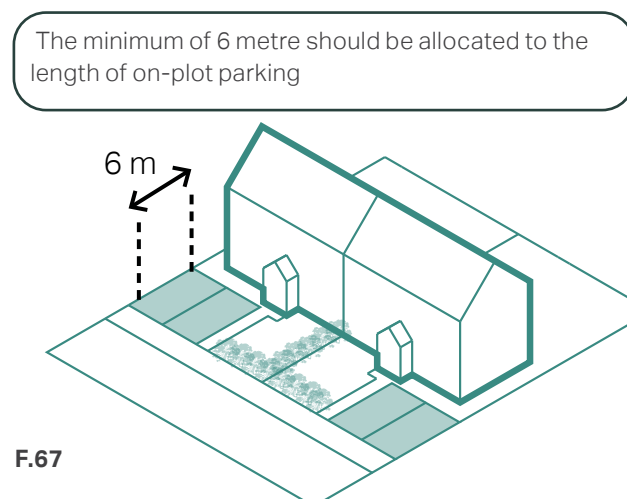 The minimum of 6 metre should be allocated to the
length of on-plot parking
6 m
F.67